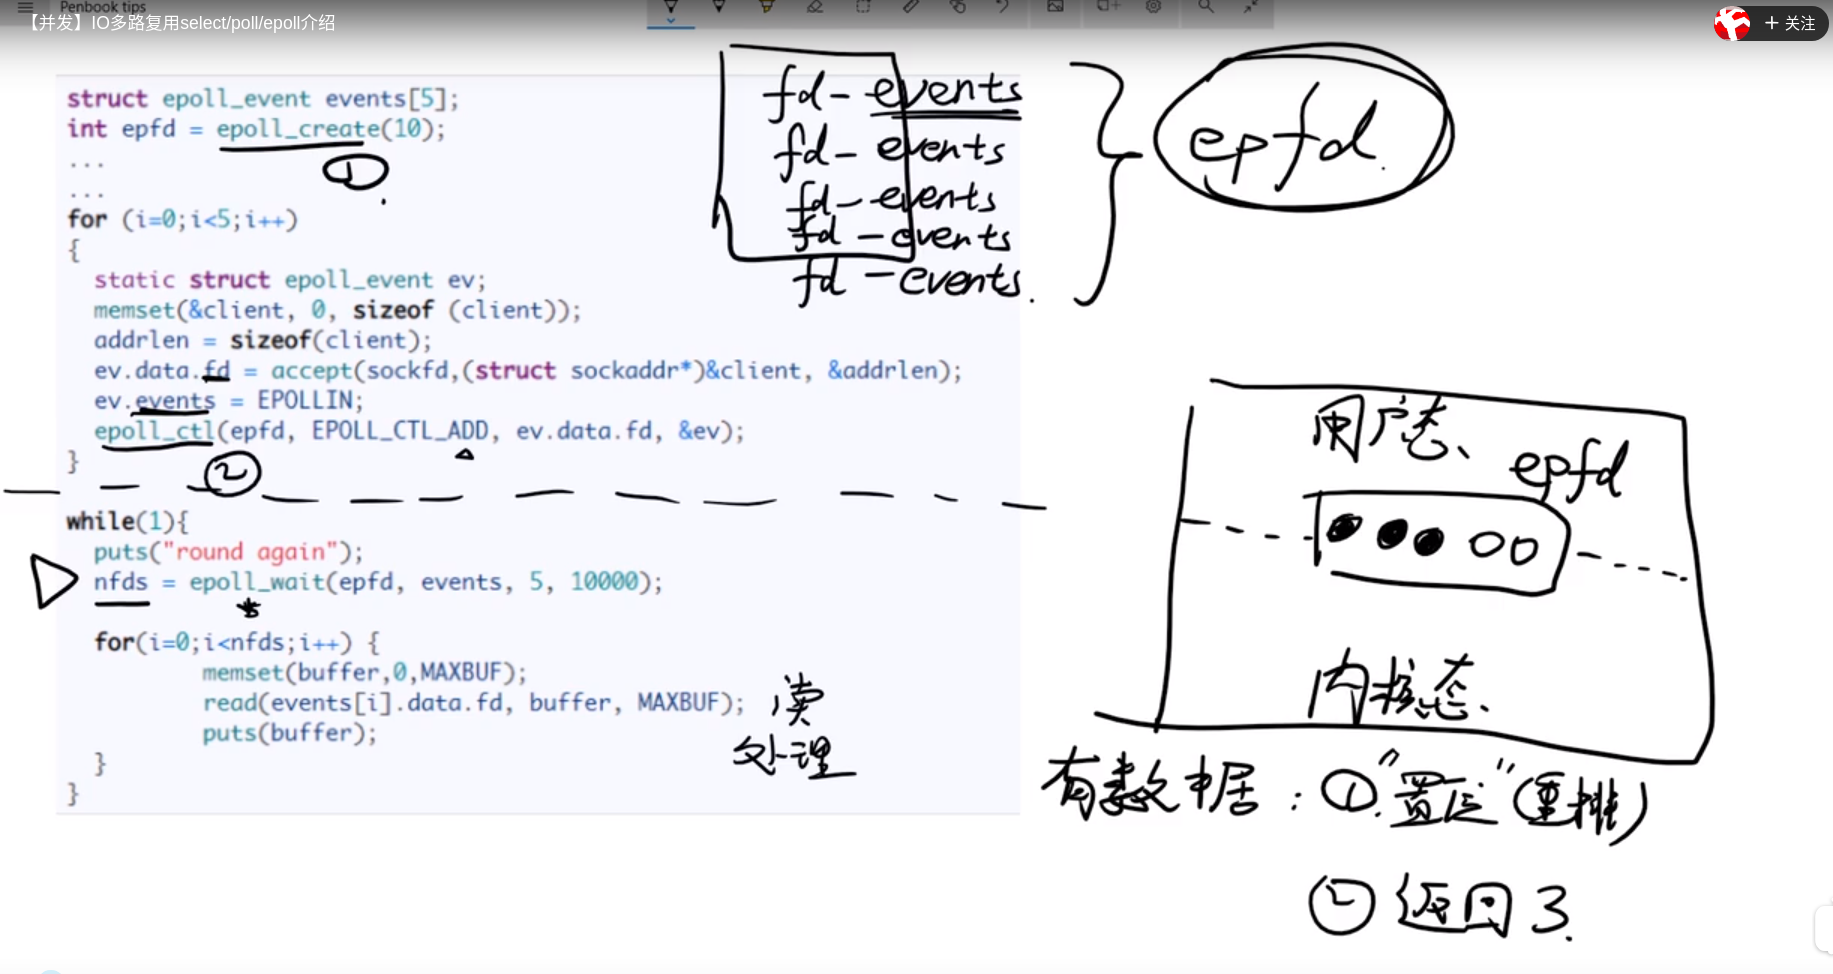 Penbook tips
【并发】IO多路复用select/poll/epoll介绍
+ 关注
struct epoll_event events[5];
int epfd = epoll_create(10);
①
...
...
for (i=0;i<5;i++)
{
static struct epoll_event ev;
memset(&client, 0, sizeof (client));
addrlen = sizeof(client);
ev.data.fd = accept(sockfd,(struct sockaddr*)&client, &addrlen);
ev.events = EPOLLIN;
epoll_ctl(epfd, EPOLL_CTL_ADD, ev.data.fd, &ev);
}
②
while(1){
puts("round again");
nfds = epoll_wait(epfd, events, 5, 10000);
for(i=0;i<nfds;i++) {
memset(buffer,0,MAXBUF);
read(events[i].data.fd, buffer, MAXBUF);
puts(buffer);
}
}
读
处理
fd - events
fd - events
fd - events
fd - events
fd - events
epfd
用户态
epfd
内核态
有数据: ①."置位"(重排)
② 返回 3.